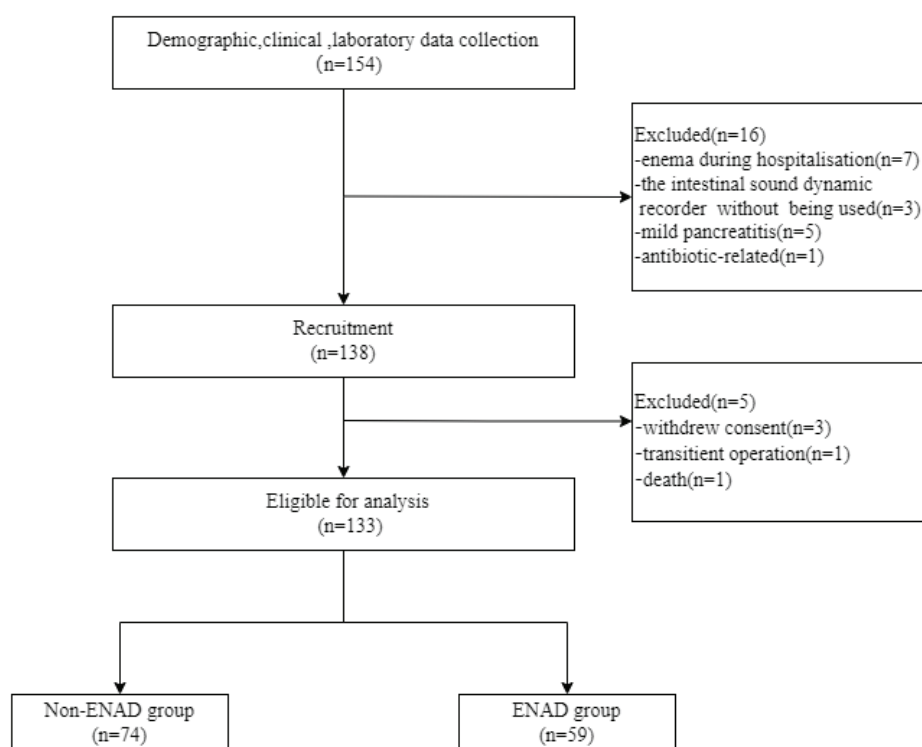 Demographic,clinical ,laboratory data collection
(n=154)
Excluded(n=16)
-enema during hospitalisation(n=7)
-the intestinal sound dynamic
recorder without being used(n=3)
-mild pancreatitis(n=5)
-antibiotic-related(n=1)
Recruitment
(n=138)
Excluded(n=5)
-withdrew consent(n=3)
-transitient operation(n=1)
-death(n=1)
Eligible for analysis
(n=133)
Non-ENAD group
(n=74)
ENAD group
(n=59)